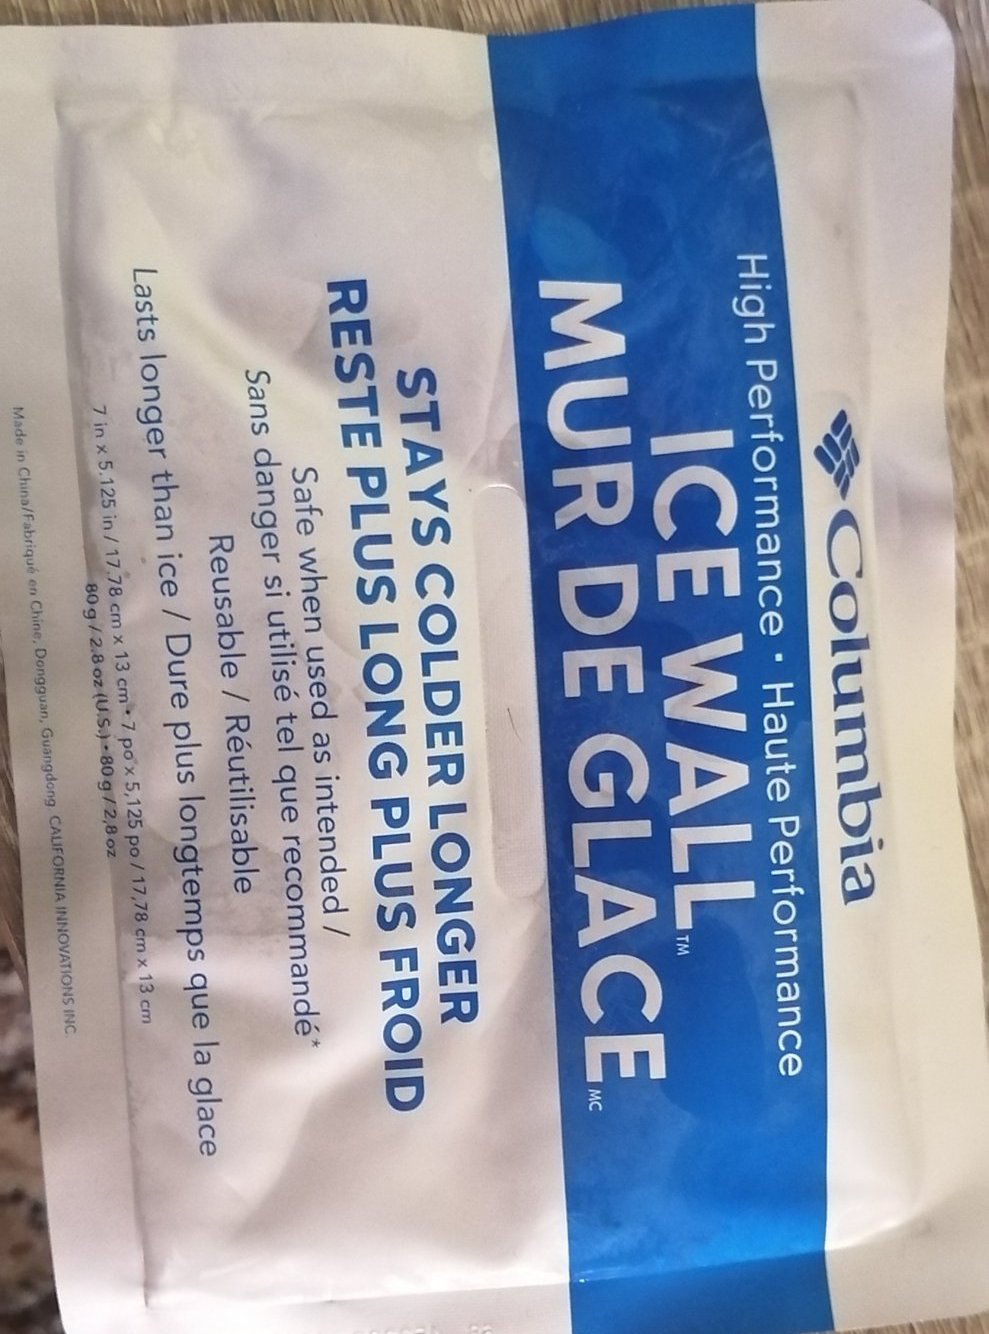 Columbia
High Performance • Haute Performance
ICE WALL™
MUR DE GLACE MC
STAYS COLDER LONGER
RESTE PLUS LONG PLUS FROID
Safe when used as intended /
Sans danger si utilisé tel que recommandé*
Reusable / Réutilisable
Lasts longer than ice / Dure plus longtemps que la glace
7 in x 5.125 in / 17.78 cm x 13 cm • 7 po x 5,125 po / 17,78 cm x 13 cm
80 g / 2.8 oz (U.S.) • 80 g / 2,8 oz
Made in China/Fabriqué en Chine, Dongguan, Guangdong CALIFORNIA INNOVATIONS INC.